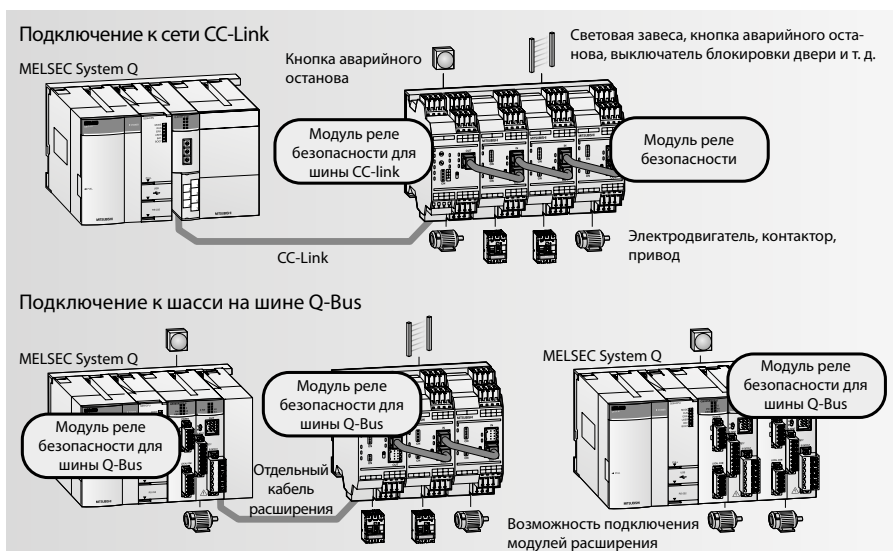 Подключение к сети CC-Link
MELSEC System Q
Кнопка аварийного
останова
Световая завеса, кнопка аварийного оста-
нова, выключатель блокировки двери и т. д.
Модуль реле
безопасности для
шины CC-link
Модуль реле
безопасности
CC-Link
Электродвигатель, контактор,
привод
Подключение к шасси на шине Q-Bus
MELSEC System Q
Модуль реле
безопасности для
шины Q-Bus
Отдельный
кабель
расширения
Модуль реле
безопасности для
шины Q-Bus
MELSEC System Q
Модуль реле
безопасности для
шины Q-Bus
Возможность подключения
модулей расширения